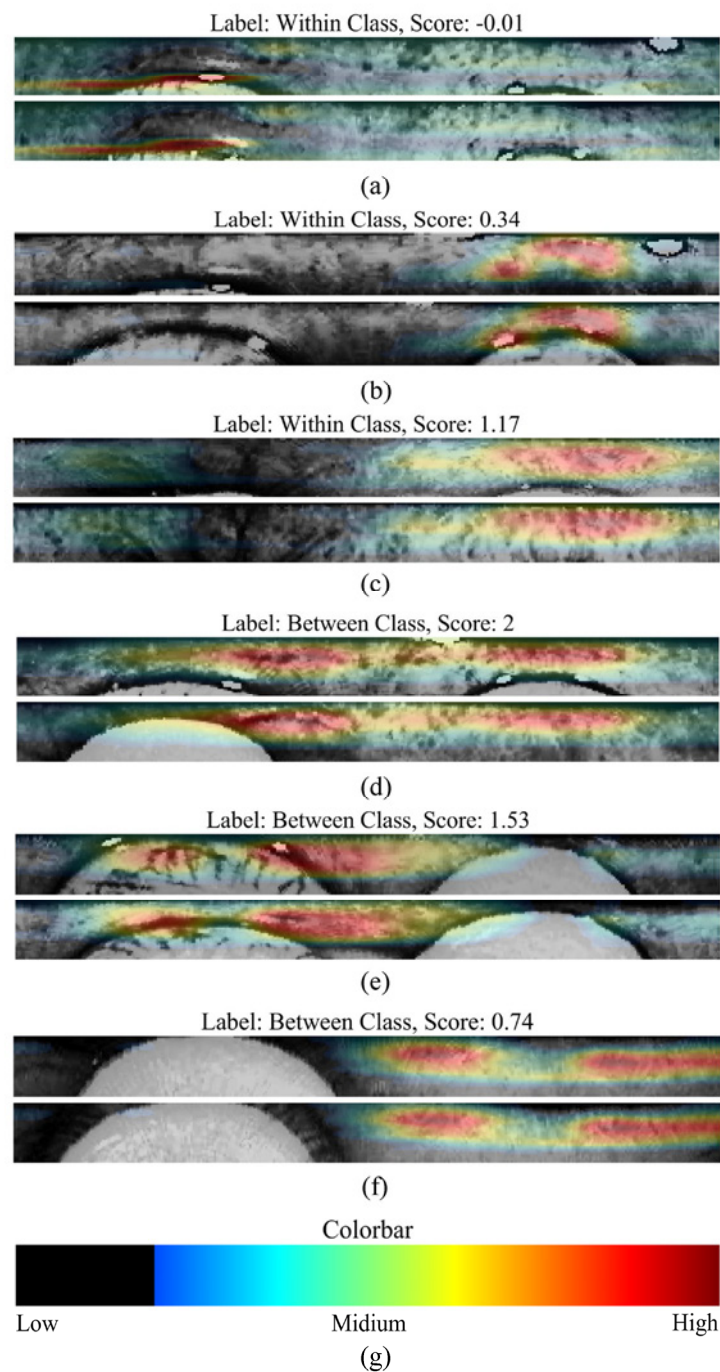 Label: Within Class, Score: -0.01
(a)
Label: Within Class, Score: 0.34
(b)
Label: Within Class, Score: 1.17
(c)
Label: Between Class, Score: 2
(d)
Label: Between Class, Score: 1.53
(e)
Label: Between Class, Score: 0.74
(f)
Colorbar
Low Midium High
(g)